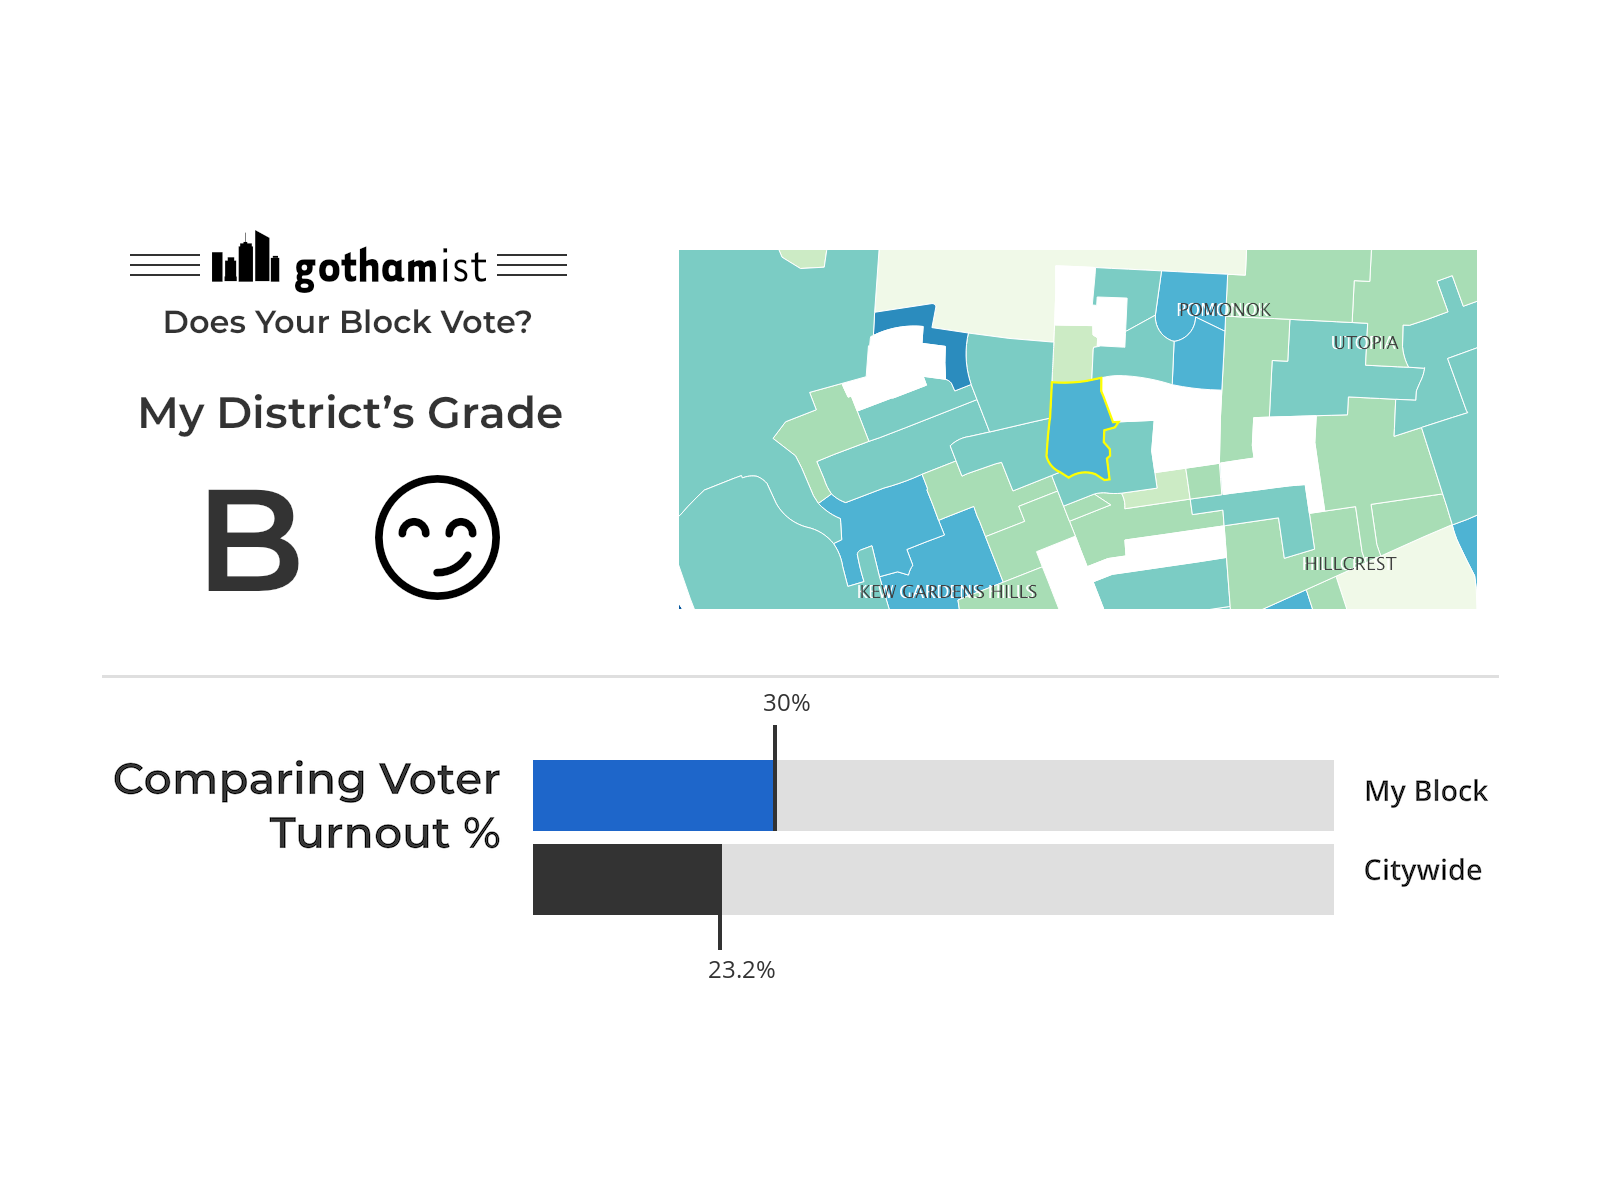 gothamist
Does Your Block Vote?
My District's Grade
B
POMONOK
UTOPIA
HILLCREST
KEW GARDENS HILLS
30%
Comparing Voter
Turnout %
My Block
Citywide
23.2%